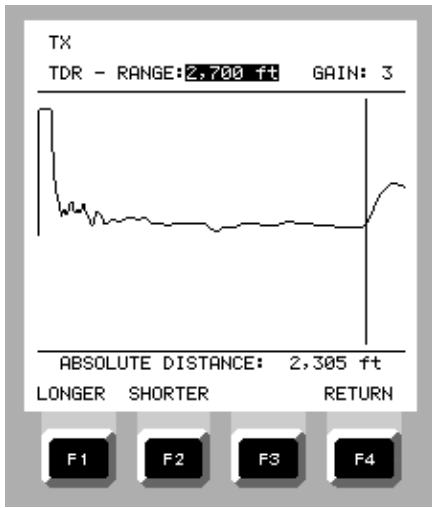 TX
TDR - RANGE:2,700 ft GAIN: 3
ABSOLUTE DISTANCE: 2,305 ft
LONGER SHORTER RETURN
F1 F2 F3 F4